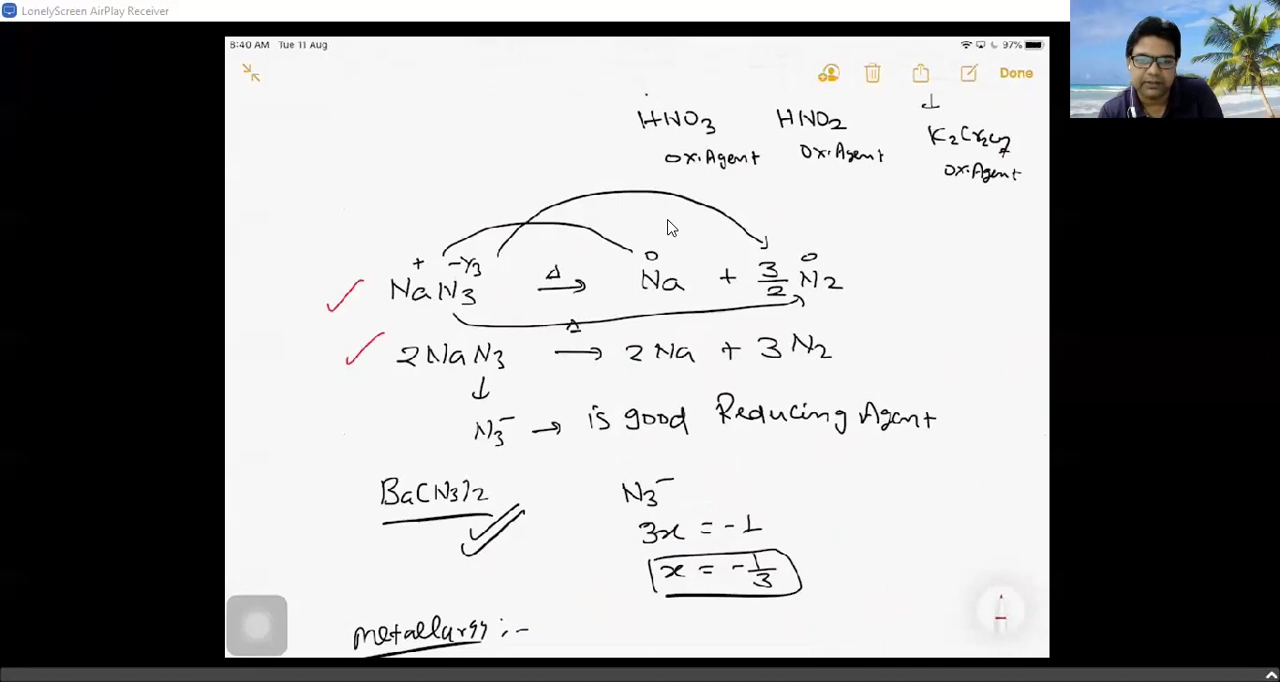 LonelyScreen AirPlay Receiver
8:40 AM Tue 11 Aug
97%
Done
HNO3 HNO2 ↓
ox.Agent ox.Agent K2Cr2O7
ox.Agent
+ -1/3 Δ 0 0
NaN3 → Na + 3/2 N2
Δ
2NaN3 → 2Na + 3N2
↓
N3⁻ → is good Reducing Agent
Ba(N3)2 N3⁻
3x = -1
x = -1/3
metallurgy :-